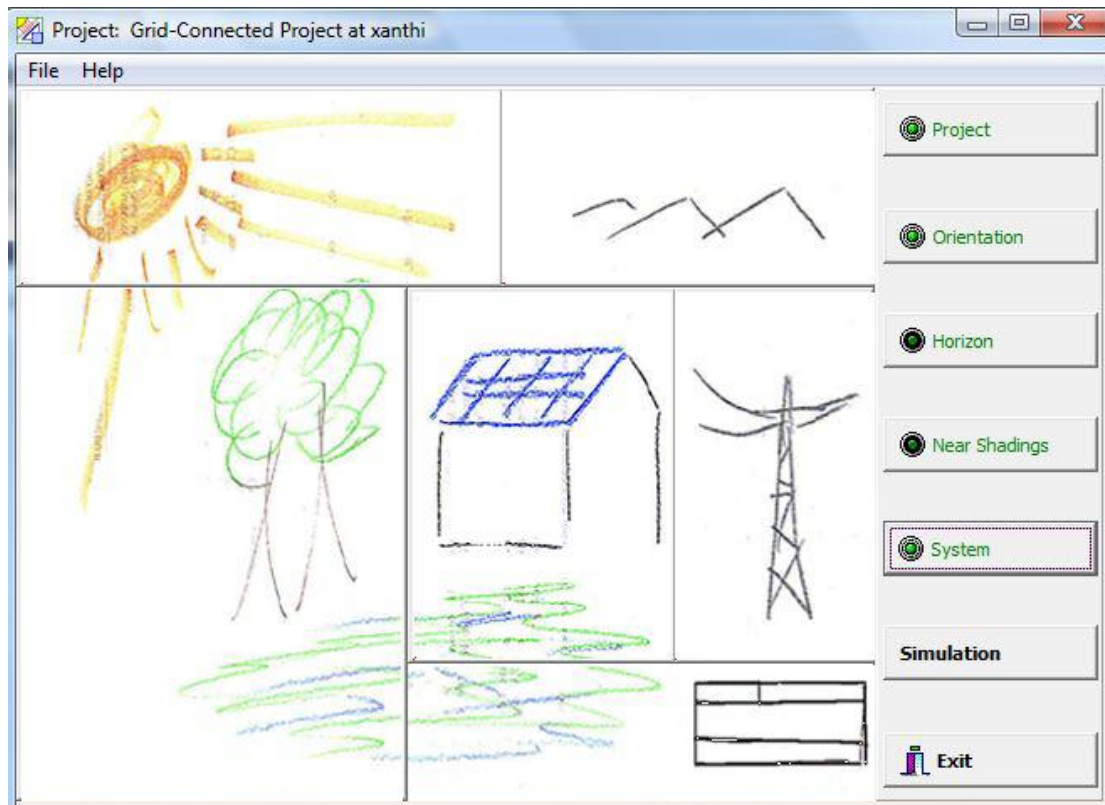 Project: Grid-Connected Project at xanthi
File Help
Project
Orientation
Horizon
Near Shadings
System
Simulation
Exit